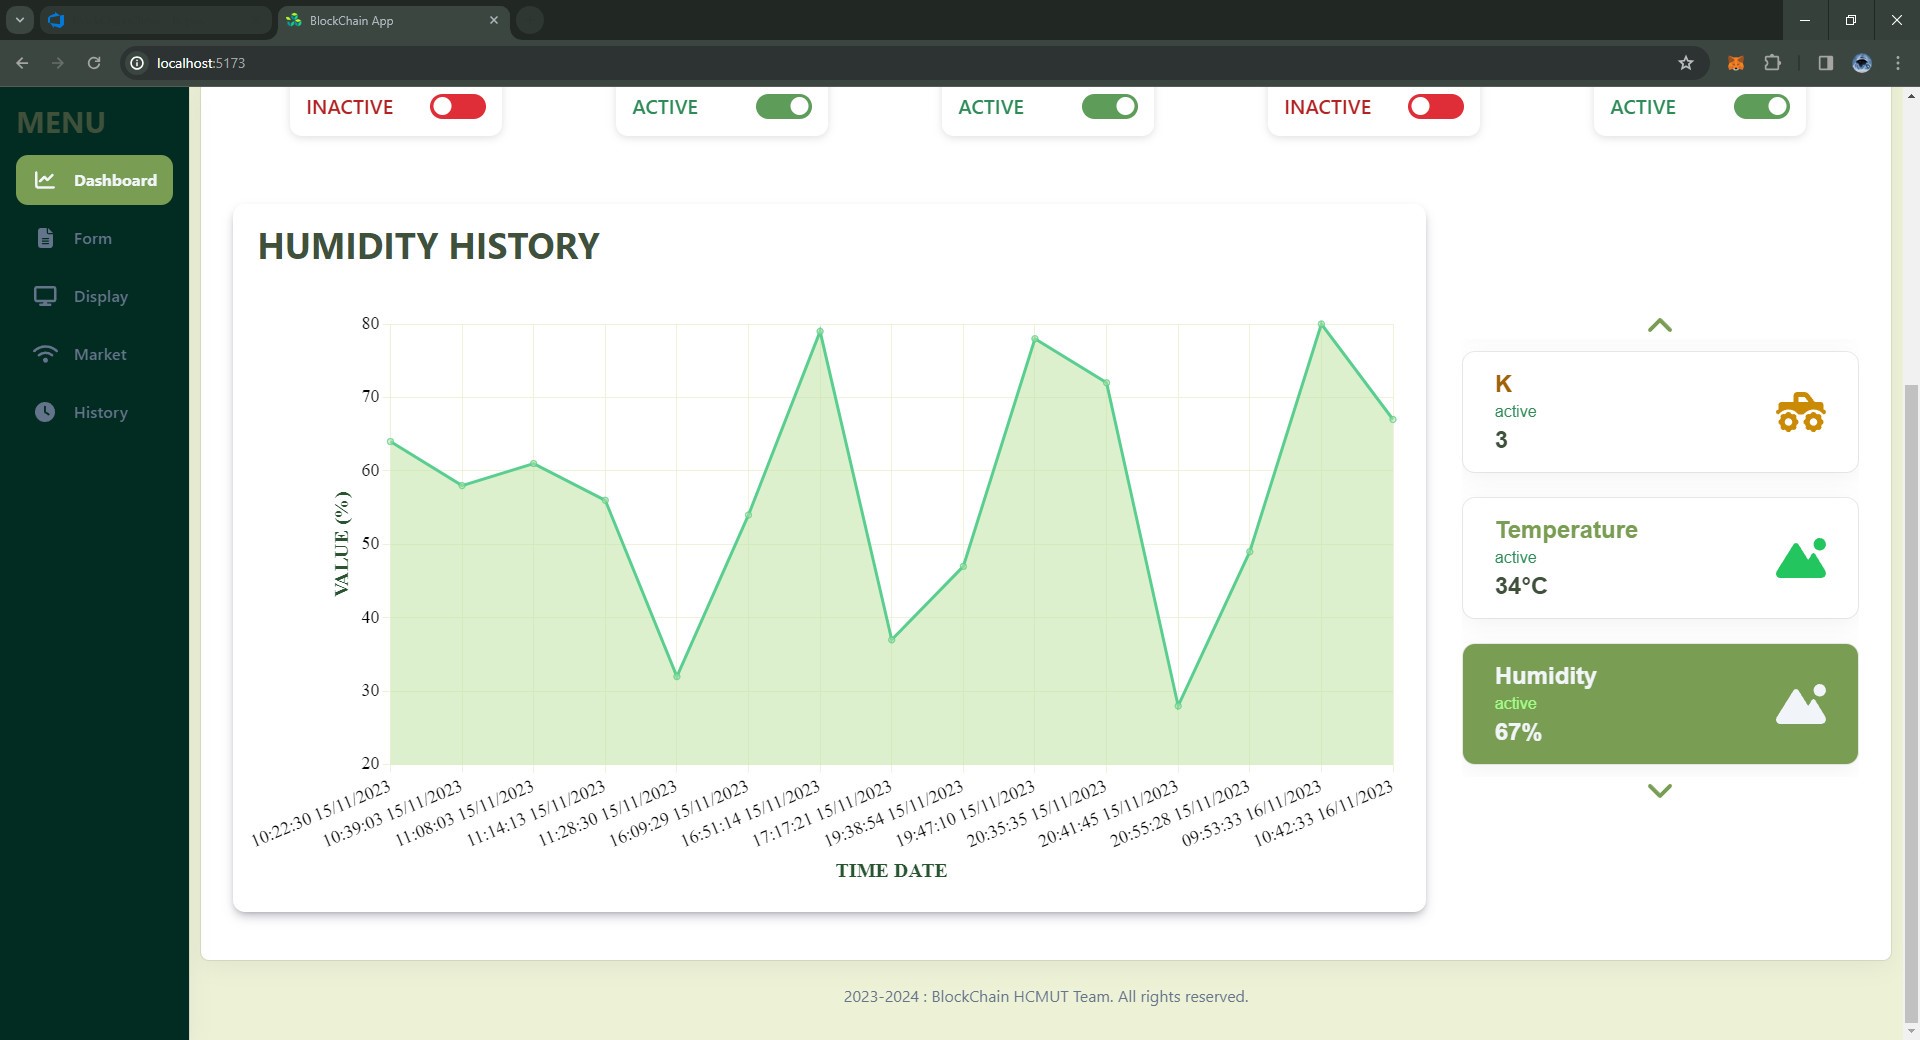 BlockChain App
localhost:5173
MENU
Dashboard
Form
Display
Market
History
INACTIVE
ACTIVE
ACTIVE
INACTIVE
ACTIVE
HUMIDITY HISTORY
80
70
60
50
40
30
20
VALUE (%)
10:22:30 15/11/2023
10:39:03 15/11/2023
11:08:03 15/11/2023
11:14:13 15/11/2023
11:28:30 15/11/2023
16:09:29 15/11/2023
16:51:14 15/11/2023
17:17:21 15/11/2023
19:38:54 15/11/2023
19:47:10 15/11/2023
20:35:35 15/11/2023
20:41:45 15/11/2023
20:55:28 15/11/2023
09:53:33 16/11/2023
10:42:33 16/11/2023
TIME DATE
K
active
3
Temperature
active
34°C
Humidity
active
67%
2023-2024 : BlockChain HCMUT Team. All rights reserved.